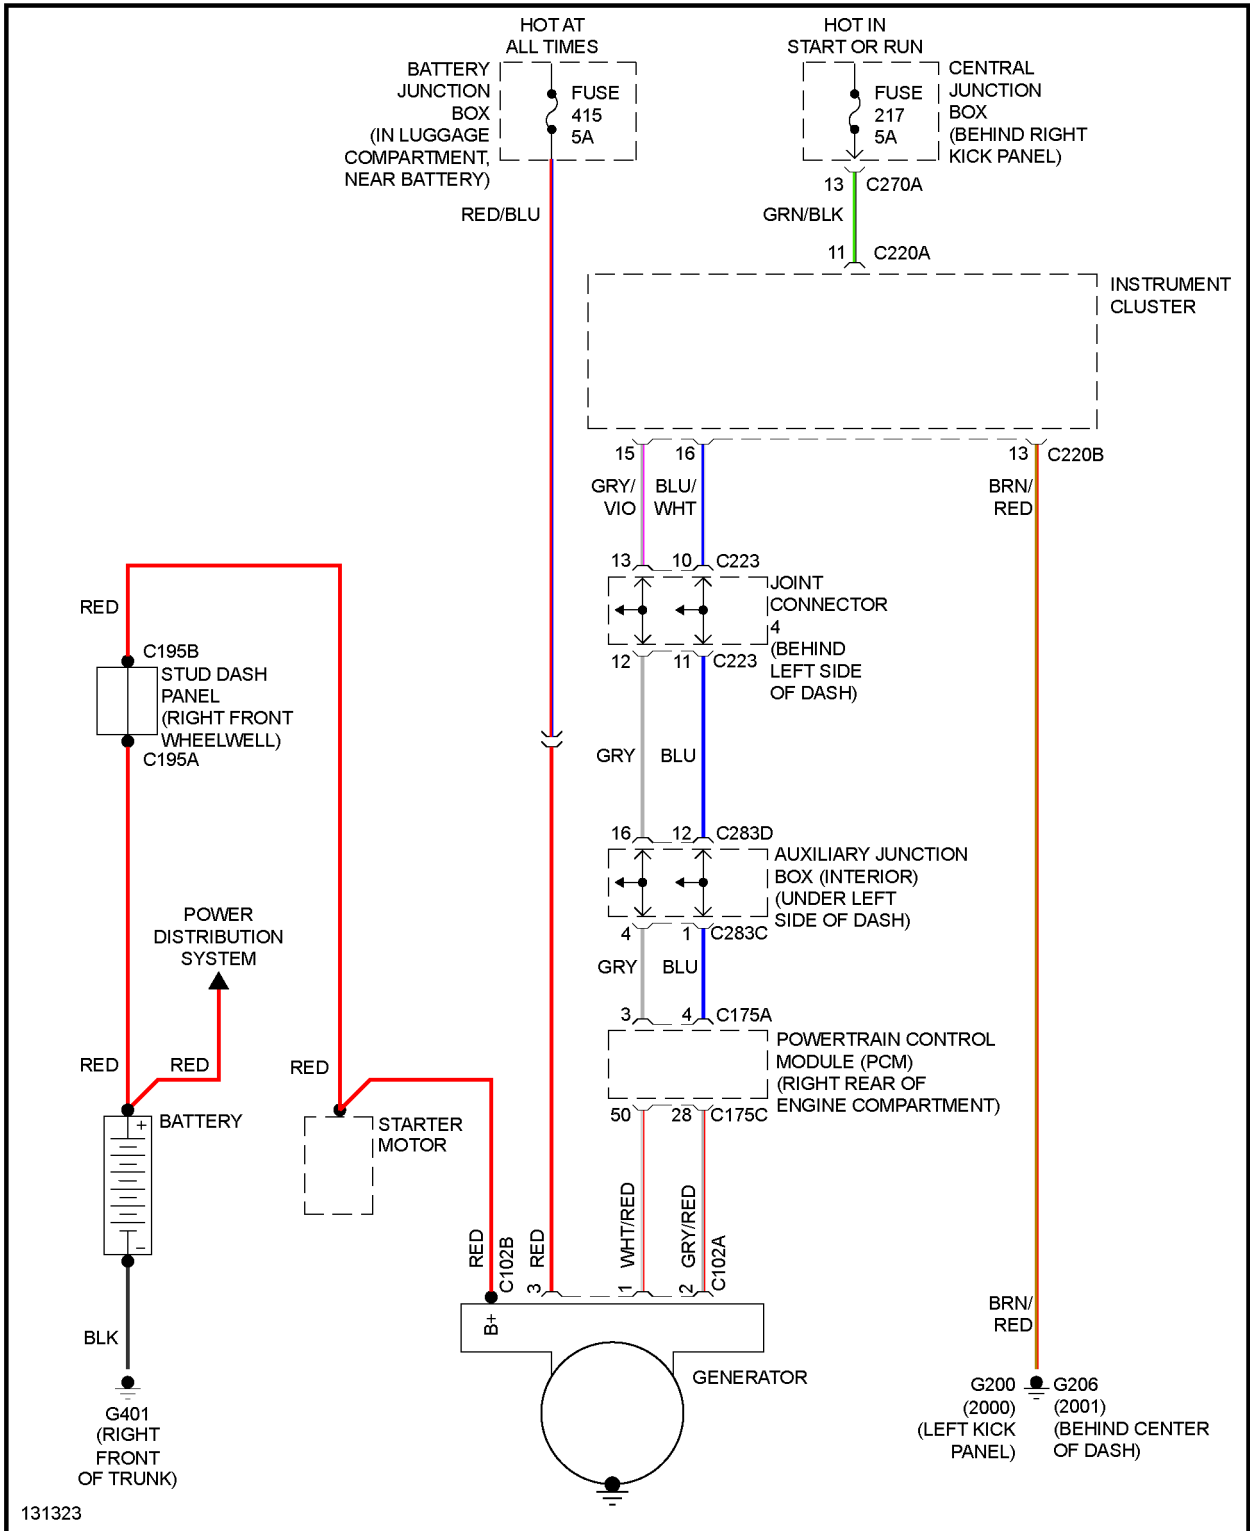 HOT AT
ALL TIMES
HOT IN
START OR RUN
BATTERY
JUNCTION
BOX
(IN LUGGAGE
COMPARTMENT,
NEAR BATTERY)
FUSE
415
5A
FUSE
217
5A
CENTRAL
JUNCTION
BOX
(BEHIND RIGHT
KICK PANEL)
13 C270A
RED/BLU
GRN/BLK
11 C220A
INSTRUMENT
CLUSTER
15 16 13 C220B
GRY/
VIO
BLU/
WHT
BRN/
RED
13 10 C223
JOINT
CONNECTOR
4
(BEHIND
LEFT SIDE
OF DASH)
12 11 C223
RED
C195B
STUD DASH
PANEL
(RIGHT FRONT
WHEELWELL)
C195A
GRY BLU
16 12 C283D
AUXILIARY JUNCTION
BOX (INTERIOR)
(UNDER LEFT
SIDE OF DASH)
4 1 C283C
POWER
DISTRIBUTION
SYSTEM
GRY BLU
3 4 C175A
POWERTRAIN CONTROL
MODULE (PCM)
(RIGHT REAR OF
ENGINE COMPARTMENT)
50 28 C175C
RED RED RED
+
BATTERY
−
STARTER
MOTOR
RED
C102B
RED
WHT/RED
GRY/RED
C102A
3 1 2
B+
GENERATOR
BLK
G401
(RIGHT
FRONT
OF TRUNK)
BRN/
RED
G200
(2000)
(LEFT KICK
PANEL)
G206
(2001)
(BEHIND CENTER
OF DASH)
131323